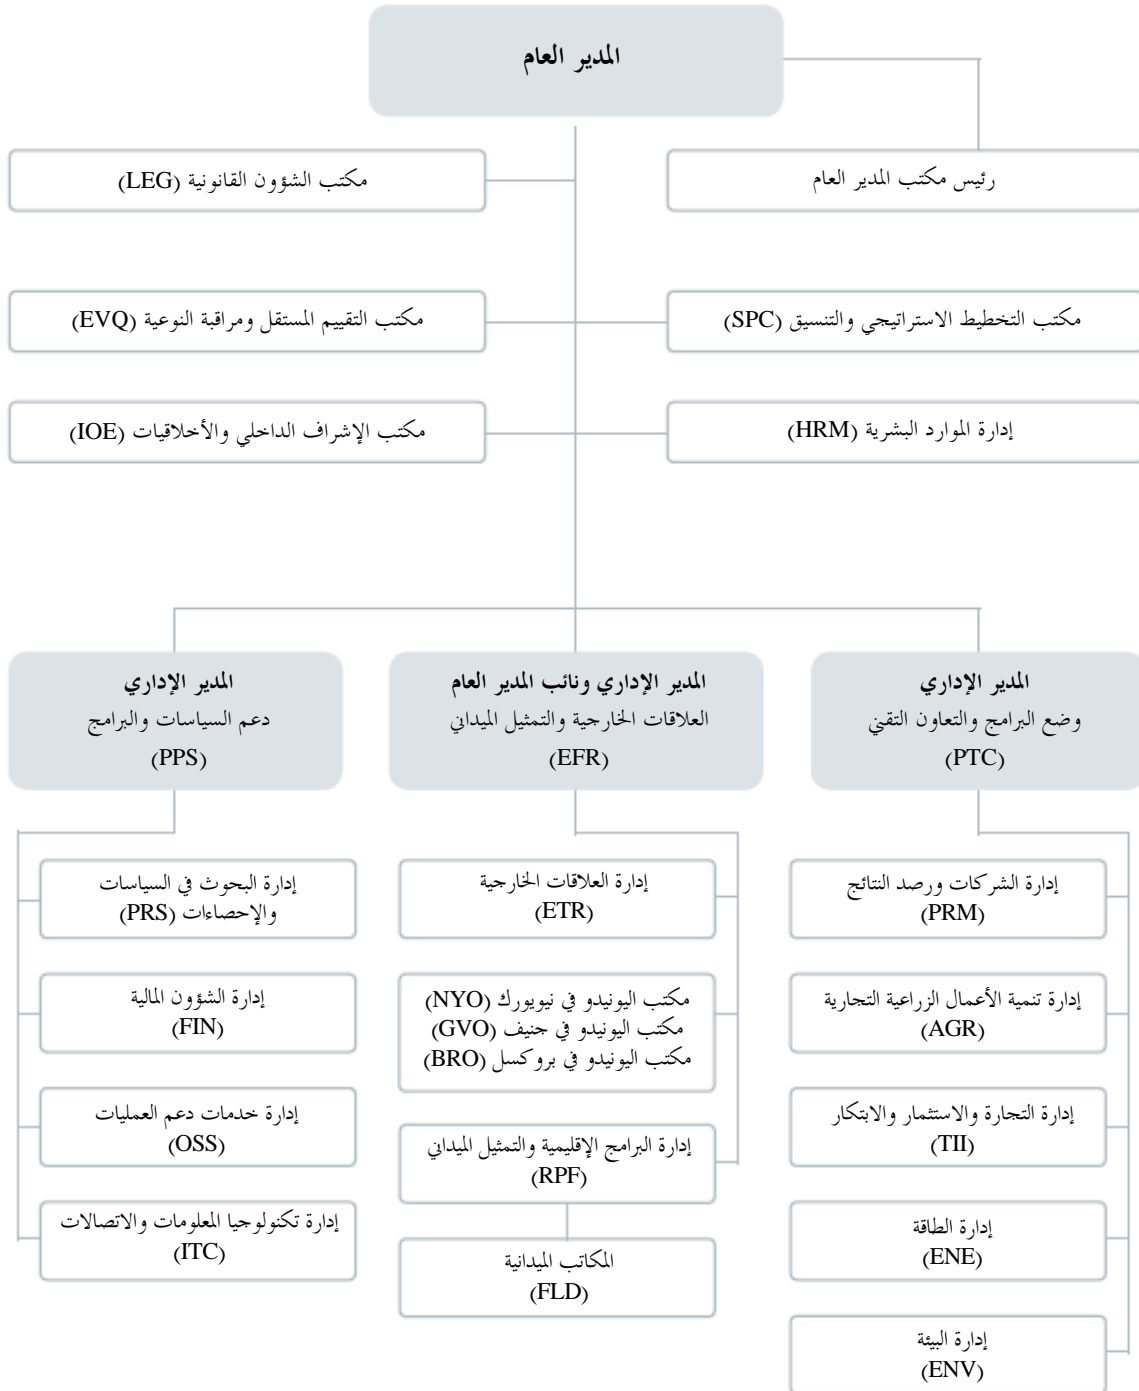 المدير العام
رئيس مكتب المدير العام
مكتب الشؤون القانونية (LEG)
مكتب التخطيط الاستراتيجي والتنسيق (SPC)
مكتب التقييم المستقل ومراقبة النوعية (EVQ)
إدارة الموارد البشرية (HRM)
مكتب الإشراف الداخلي والأخلاقيات (IOE)
المدير الإداري
وضع البرامج والتعاون التقني
(PTC)
المدير الإداري ونائب المدير العام
العلاقات الخارجية والتمثيل الميداني
(EFR)
المدير الإداري
دعم السياسات والبرامج
(PPS)
إدارة الشركات ورصد النتائج
(PRM)
إدارة تنمية الأعمال الزراعية التجارية
(AGR)
إدارة التجارة والاستثمار والابتكار
(TII)
إدارة الطاقة
(ENE)
إدارة البيئة
(ENV)
إدارة العلاقات الخارجية
(ETR)
مكتب اليونيدو في نيويورك (NYO)
مكتب اليونيدو في جنيف (GVO)
مكتب اليونيدو في بروكسل (BRO)
إدارة البرامج الإقليمية والتمثيل الميداني
(RPF)
المكاتب الميدانية
(FLD)
إدارة البحوث في السياسات
والإحصاءات (PRS)
إدارة الشؤون المالية
(FIN)
إدارة خدمات دعم العمليات
(OSS)
إدارة تكنولوجيا المعلومات والاتصالات
(ITC)